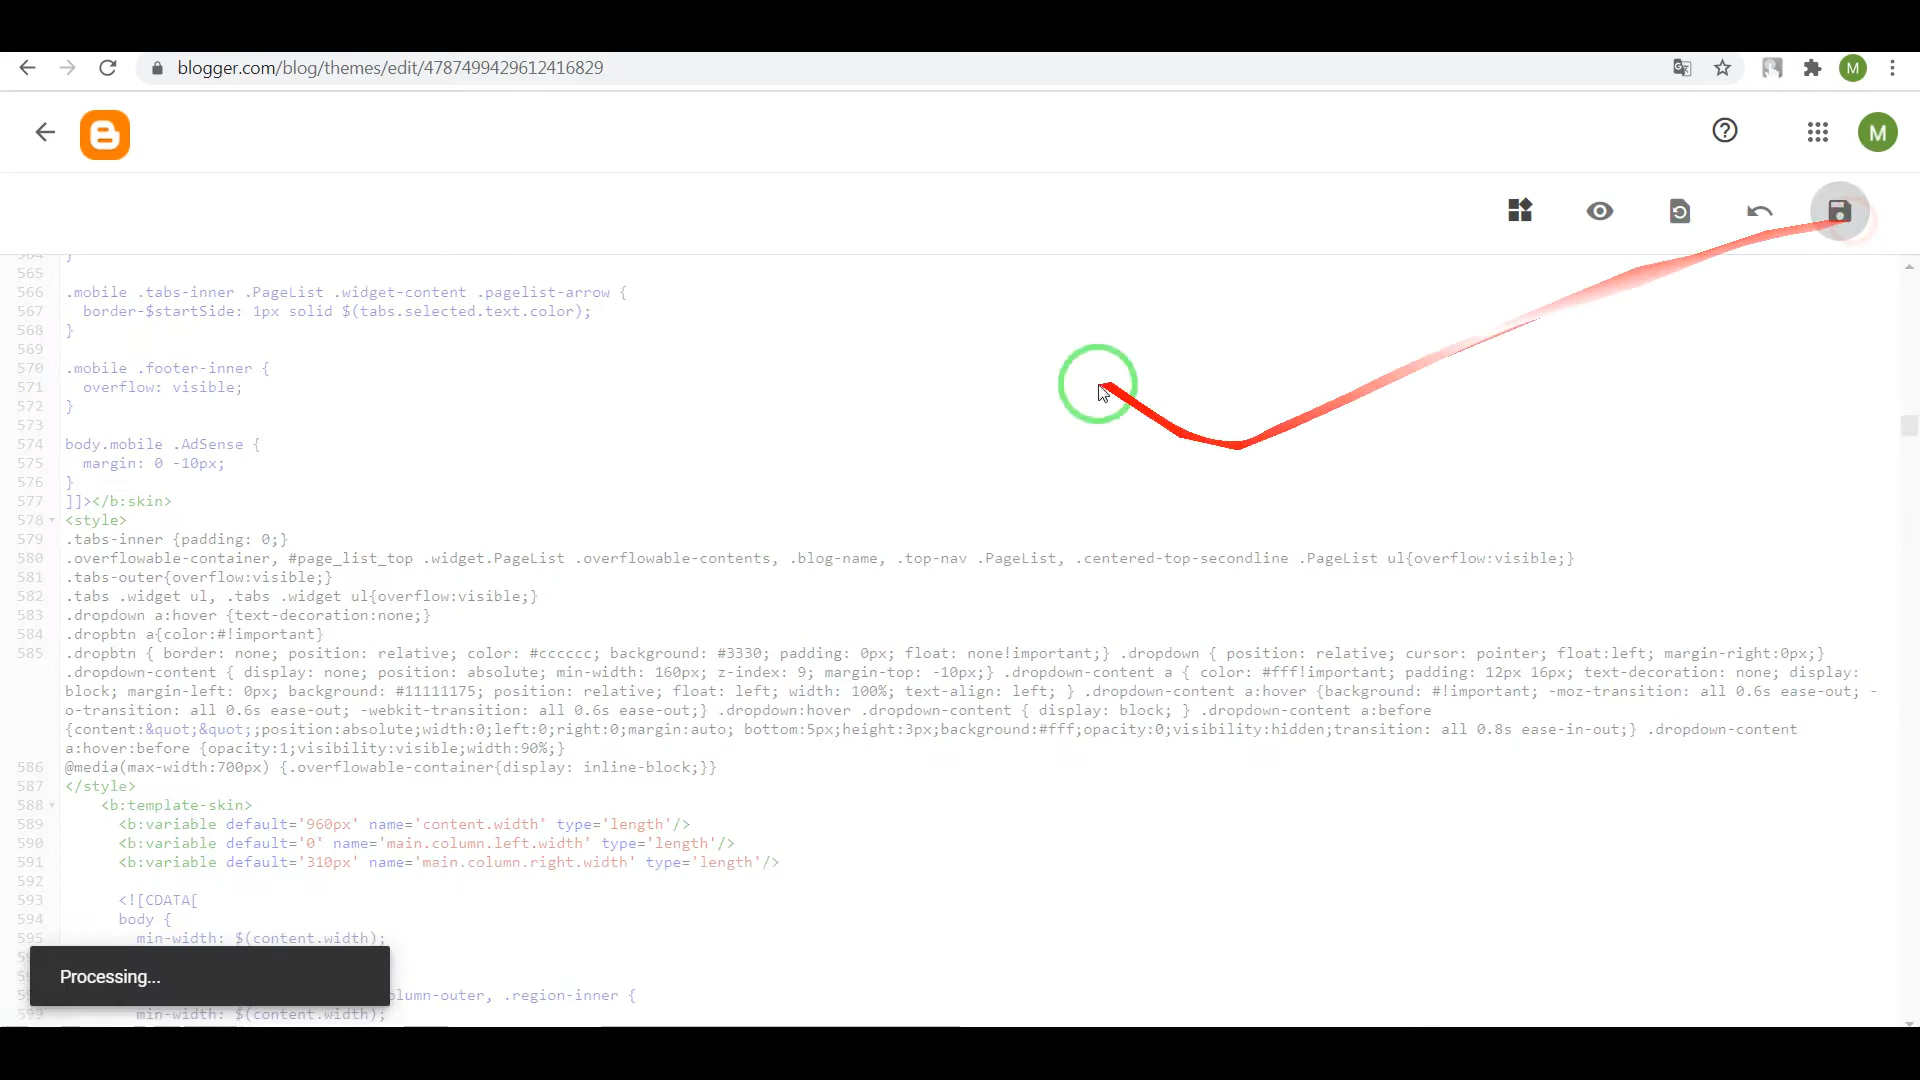 blogger.com/blog/themes/edit/4787499429612416829
M
M
564 }
565
566 .mobile .tabs-inner .PageList .widget-content .pagelist-arrow {
567 border-$startSide: 1px solid $(tabs.selected.text.color);
568 }
569
570 .mobile .footer-inner {
571 overflow: visible;
572 }
573
574 body.mobile .AdSense {
575 margin: 0 -10px;
576 }
577 ]]></b:skin>
578 <style>
579 .tabs-inner {padding: 0;}
580 .overflowable-container, #page_list_top .widget.PageList .overflowable-contents, .blog-name, .top-nav .PageList, .centered-top-secondline .PageList ul{overflow:visible;}
581 .tabs-outer{overflow:visible;}
582 .tabs .widget ul, .tabs .widget ul{overflow:visible;}
583 .dropdown a:hover {text-decoration:none;}
584 .dropbtn a{color:#!important}
585 .dropbtn { border: none; position: relative; color: #cccccc; background: #3330; padding: 0px; float: none!important;} .dropdown { position: relative; cursor: pointer; float:left; margin-right:0px;}
.dropdown-content { display: none; position: absolute; min-width: 160px; z-index: 9; margin-top: -10px;} .dropdown-content a { color: #fff!important; padding: 12px 16px; text-decoration: none; display:
block; margin-left: 0px; background: #11111175; position: relative; float: left; width: 100%; text-align: left; } .dropdown-content a:hover {background: #!important; -moz-transition: all 0.6s ease-out; -
o-transition: all 0.6s ease-out; -webkit-transition: all 0.6s ease-out;} .dropdown:hover .dropdown-content { display: block; } .dropdown-content a:before
{content:&quot;&quot;;position:absolute;width:0;left:0;right:0;margin:auto; bottom:5px;height:3px;background:#fff;opacity:0;visibility:hidden;transition: all 0.8s ease-in-out;} .dropdown-content
a:hover:before {opacity:1;visibility:visible;width:90%;}
586 @media(max-width:700px) {.overflowable-container{display: inline-block;}}
587 </style>
588 <b:template-skin>
589 <b:variable default='960px' name='content.width' type='length'/>
590 <b:variable default='0' name='main.column.left.width' type='length'/>
591 <b:variable default='310px' name='main.column.right.width' type='length'/>
592
593 <![CDATA[
594 body {
595 min-width: $(content.width);
Processing...
lumn-outer, .region-inner {
599 min-width: $(content.width);